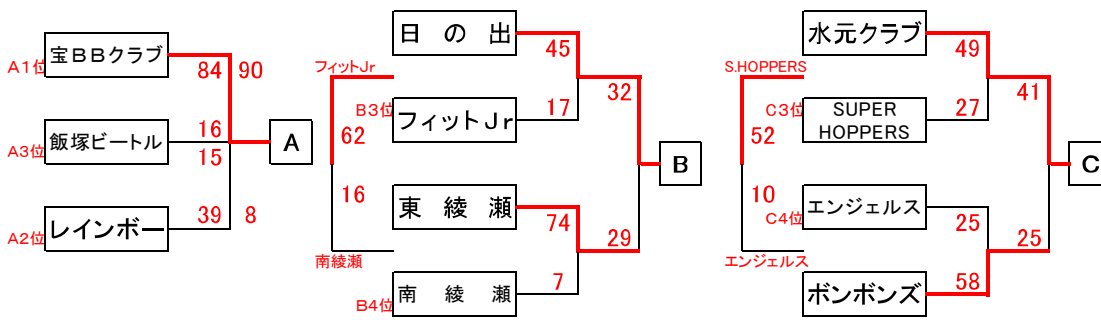 A1位
宝BBクラブ
84
90
A3位
飯塚ビートル
16
15
A2位
レインボー
39
8
A
日の出
45
フィットJr
B3位
フィットJr
17
32
62
16
東綾瀬
74
29
南綾瀬
B4位
南綾瀬
7
B
水元クラブ
49
S.HOPPERS
C3位
SUPER
HOPPERS
27
41
52
10
C4位
エンジェルス
25
25
エンジェルス
ボンボンズ
58
C